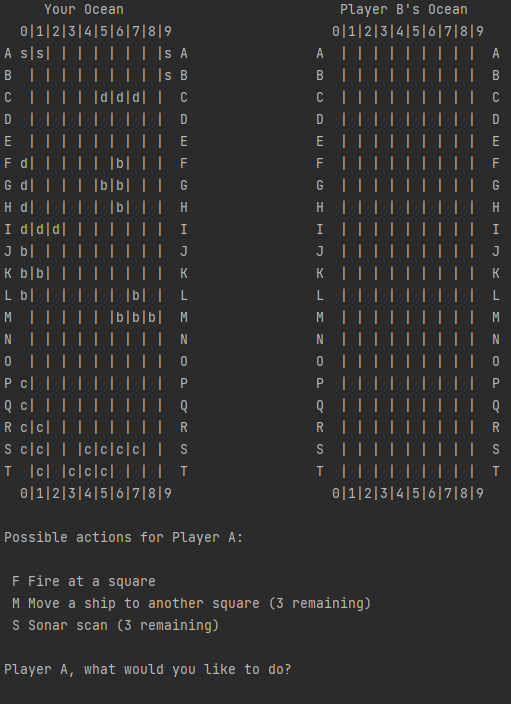 Your Ocean                           Player B's Ocean
  0|1|2|3|4|5|6|7|8|9                    0|1|2|3|4|5|6|7|8|9
A s|s| | | | | | | |s A                A  | | | | | | | | |  A
B  | | | | | | | | |s B                B  | | | | | | | | |  B
C  | | | | |d|d|d| |  C                C  | | | | | | | | |  C
D  | | | | | | | | |  D                D  | | | | | | | | |  D
E  | | | | | | | | |  E                E  | | | | | | | | |  E
F d| | | | | |b| | |  F                F  | | | | | | | | |  F
G d| | | | |b|b| | |  G                G  | | | | | | | | |  G
H d| | | | | |b| | |  H                H  | | | | | | | | |  H
I d|d|d| | | | | | |  I                I  | | | | | | | | |  I
J b| | | | | | | | |  J                J  | | | | | | | | |  J
K b|b| | | | | | | |  K                K  | | | | | | | | |  K
L b| | | | | | |b| |  L                L  | | | | | | | | |  L
M  | | | | | |b|b|b|  M                M  | | | | | | | | |  M
N  | | | | | | | | |  N                N  | | | | | | | | |  N
O  | | | | | | | | |  O                O  | | | | | | | | |  O
P c| | | | | | | | |  P                P  | | | | | | | | |  P
Q c| | | | | | | | |  Q                Q  | | | | | | | | |  Q
R c|c| | | | | | | |  R                R  | | | | | | | | |  R
S c|c| | |c|c|c|c| |  S                S  | | | | | | | | |  S
T  |c| |c|c|c| | | |  T                T  | | | | | | | | |  T
  0|1|2|3|4|5|6|7|8|9                    0|1|2|3|4|5|6|7|8|9

Possible actions for Player A:

 F Fire at a square
 M Move a ship to another square (3 remaining)
 S Sonar scan (3 remaining)

Player A, what would you like to do?